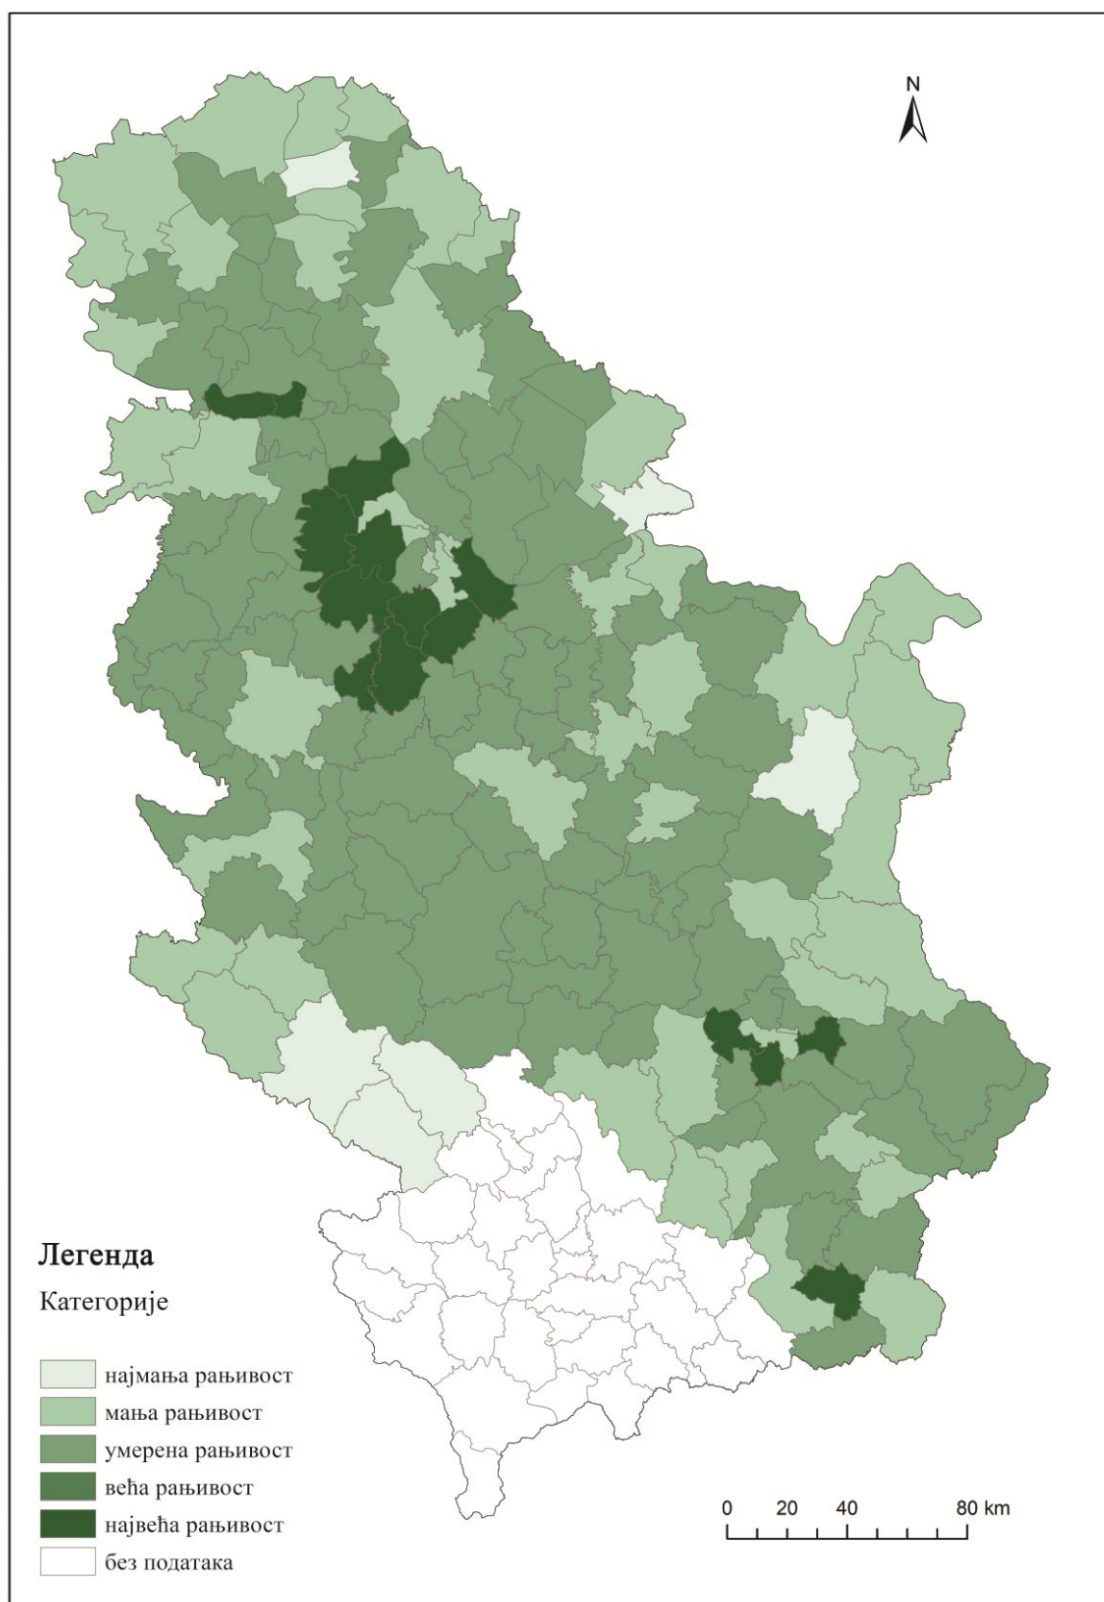 N
Легенда
Категорије
најмања рањивост
мања рањивост
умерена рањивост
већа рањивост
највећа рањивост
без података
0 20 40 80 km